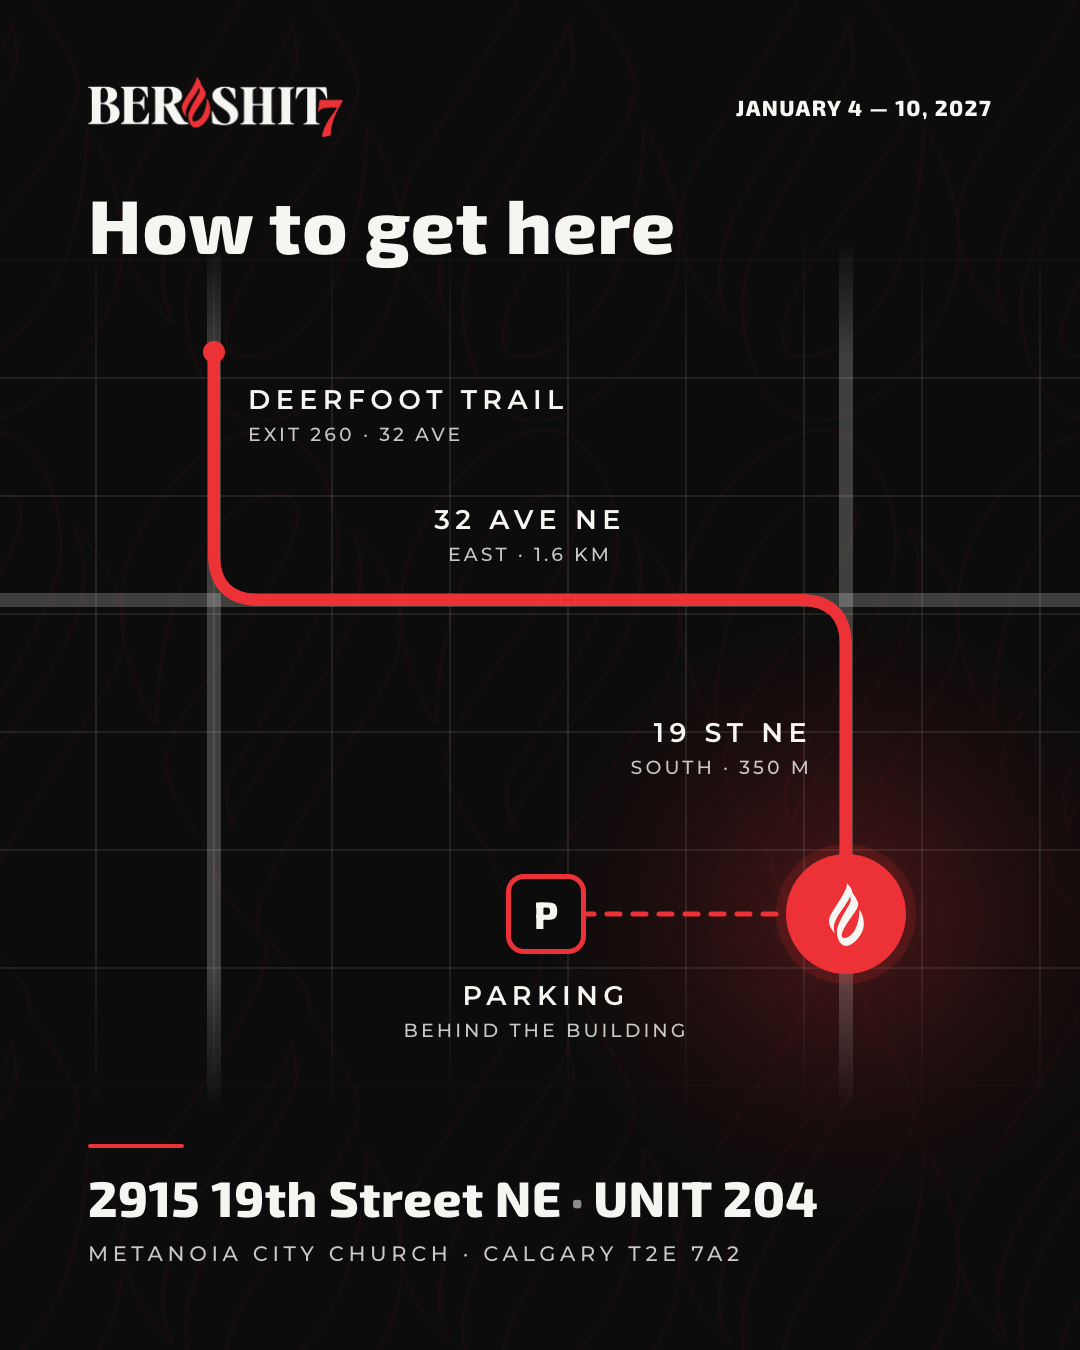 BERSHIT7
JANUARY 4 — 10, 2027
How to get here
DEERFOOT TRAIL
EXIT 260 · 32 AVE
32 AVE NE
EAST · 1.6 KM
19 ST NE
SOUTH · 350 M
P
PARKING
BEHIND THE BUILDING
2915 19th Street NE · UNIT 204
METANOIA CITY CHURCH · CALGARY T2E 7A2